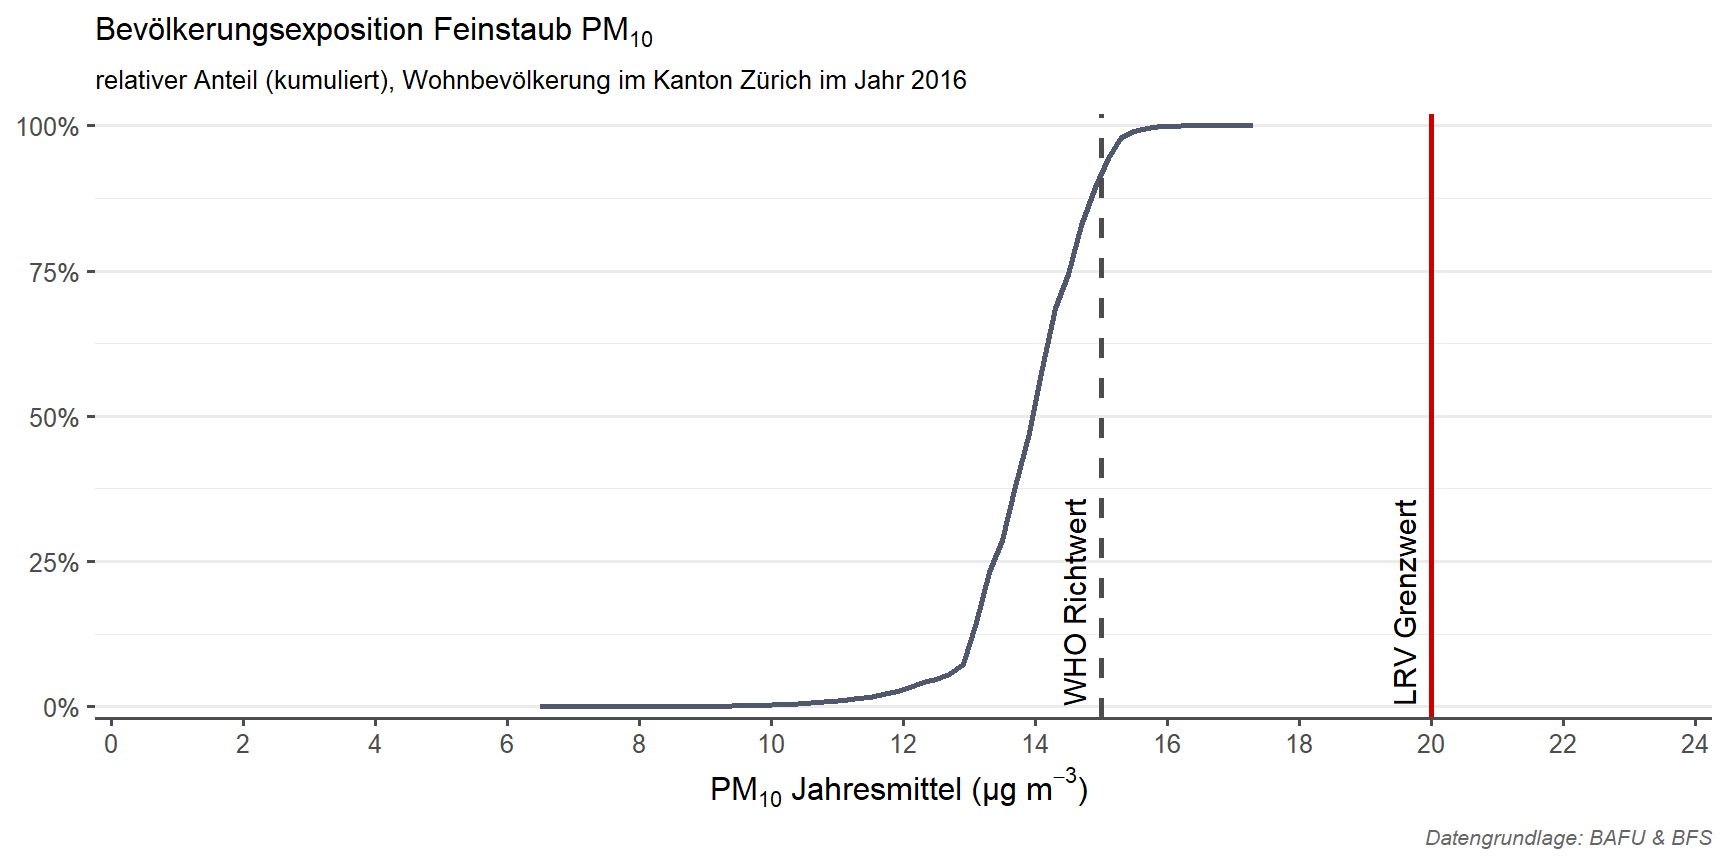 Bevölkerungsexposition Feinstaub PM₁₀
relativer Anteil (kumuliert), Wohnbevölkerung im Kanton Zürich im Jahr 2016
100%
75%
50%
25%
0%
WHO Richtwert
LRV Grenzwert
0 2 4 6 8 10 12 14 16 18 20 22 24
PM₁₀ Jahresmittel (µg m⁻³)
Datengrundlage: BAFU & BFS